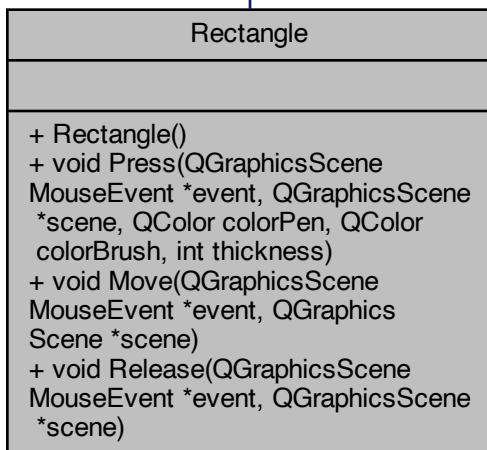 Rectangle
+ Rectangle()
+ void Press(QGraphicsScene
MouseEvent *event, QGraphicsScene
*scene, QColor colorPen, QColor
colorBrush, int thickness)
+ void Move(QGraphicsScene
MouseEvent *event, QGraphics
Scene *scene)
+ void Release(QGraphicsScene
MouseEvent *event, QGraphicsScene
*scene)